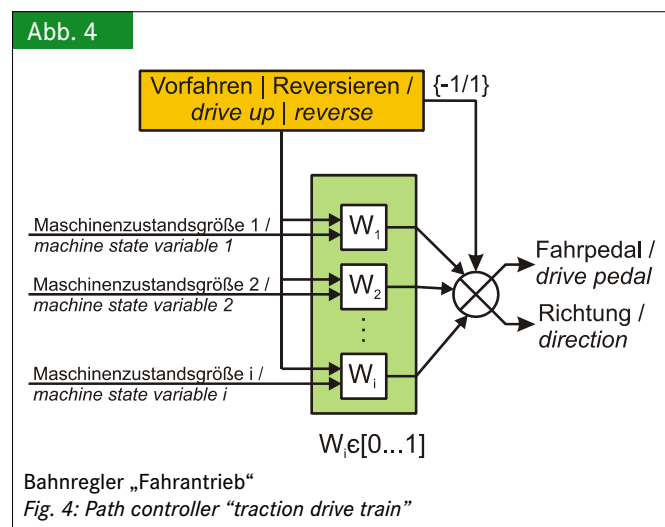 Abb. 4
Vorfahren | Reversieren /
drive up | reverse
{-1/1}
Maschinenzustandsgröße 1 /
machine state variable 1
W₁
Maschinenzustandsgröße 2 /
machine state variable 2
W₂
⋮
Maschinenzustandsgröße i /
machine state variable i
Wᵢ
Fahrpedal /
drive pedal
Richtung /
direction
Wᵢϵ[0...1]
Bahnregler „Fahrantrieb“
Fig. 4: Path controller “traction drive train”